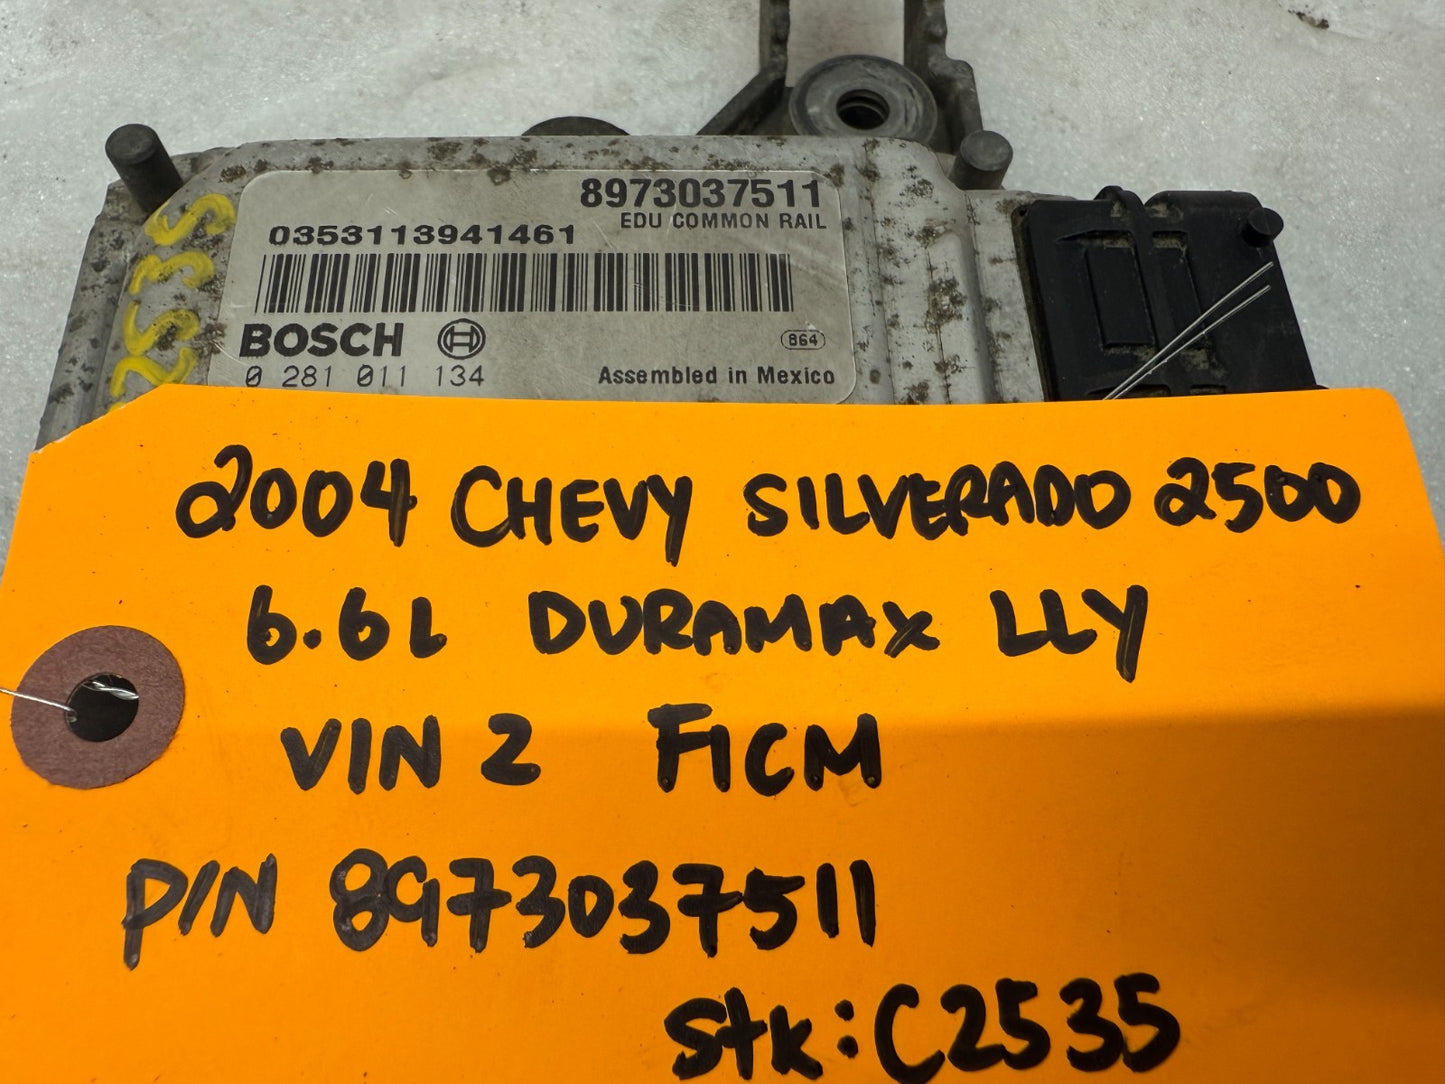 8973037511
EDU COMMON RAIL
0353113941461
BOSCH
864
0 281 011 134
Assembled in Mexico
2535
2004 CHEVY SILVERADO 2500
6.6L DURAMAX LLY
VIN 2 FICM
P/N 8973037511
Stk: C2535